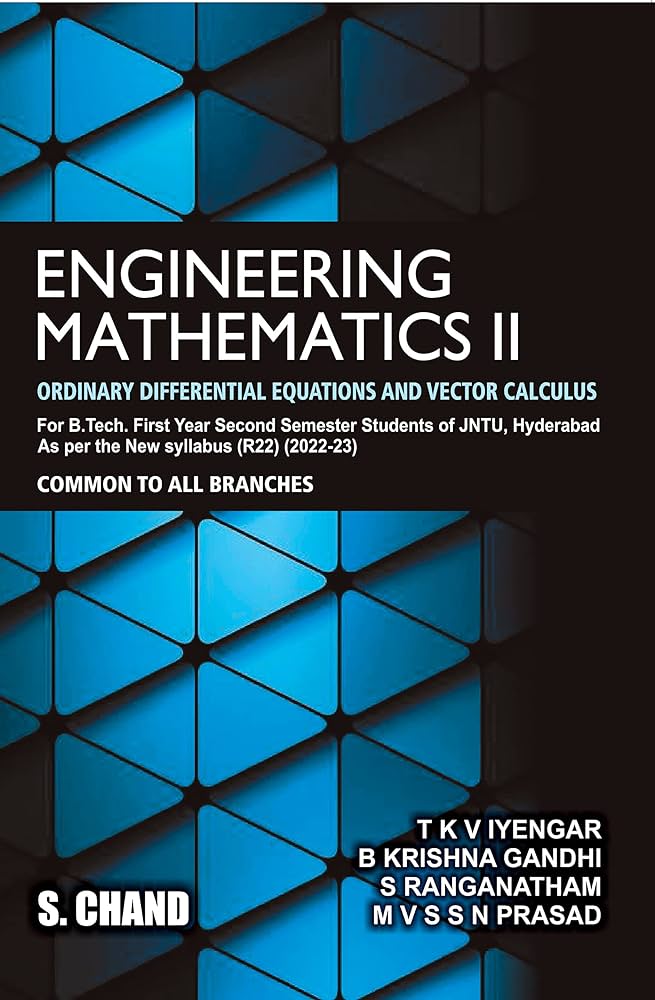 ENGINEERING
MATHEMATICS II
ORDINARY DIFFERENTIAL EQUATIONS AND VECTOR CALCULUS
For B.Tech. First Year Second Semester Students of JNTU, Hyderabad
As per the New syllabus (R22) (2022-23)
COMMON TO ALL BRANCHES
T K V IYENGAR
B KRISHNA GANDHI
S RANGANATHAM
M V S S N PRASAD
S. CHAND